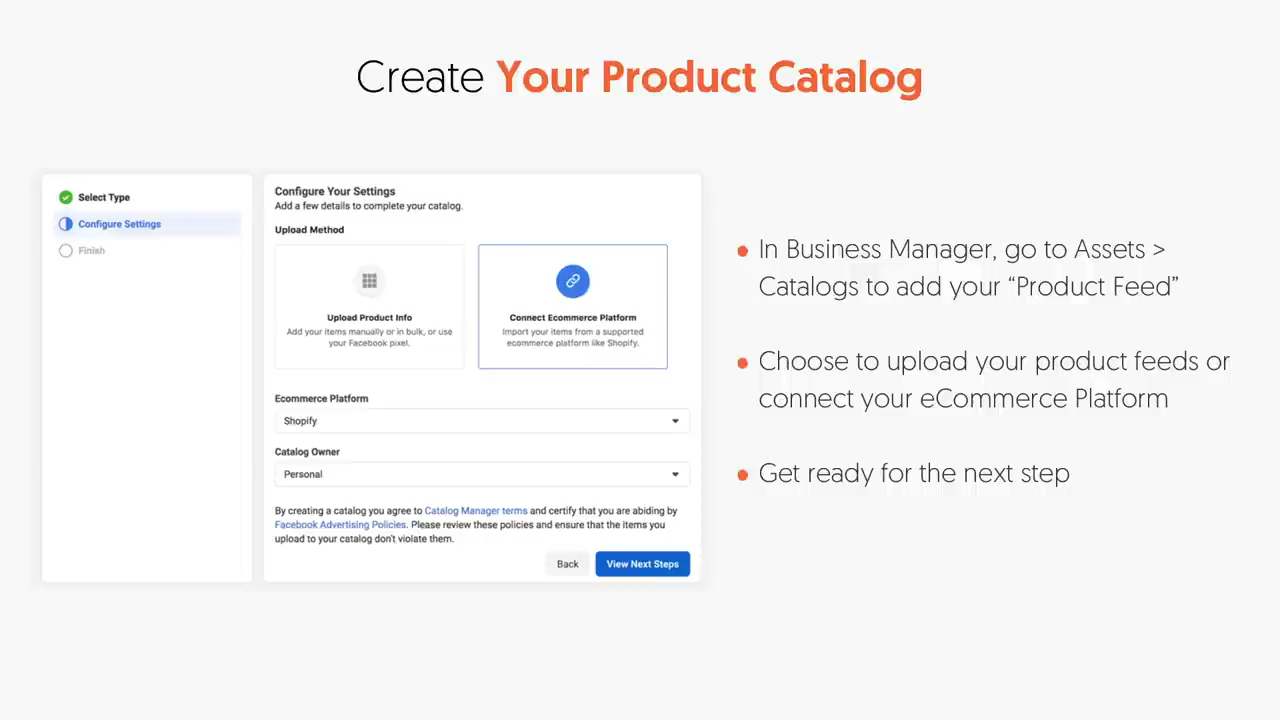 Create Your Product Catalog
Select Type
Configure Settings
Finish
Configure Your Settings
Add a few details to complete your catalog.
Upload Method
Upload Product Info
Add your items manually or in bulk, or use
your Facebook pixel.
Connect Ecommerce Platform
Import your items from a supported
ecommerce platform like Shopify.
Ecommerce Platform
Shopify
Catalog Owner
Personal
By creating a catalog you agree to Catalog Manager terms and certify that you are abiding by
Facebook Advertising Policies. Please review these policies and ensure that the items you
upload to your catalog don't violate them.
Back
View Next Steps
In Business Manager, go to Assets >
Catalogs to add your “Product Feed”
Choose to upload your product feeds or
connect your eCommerce Platform
Get ready for the next step